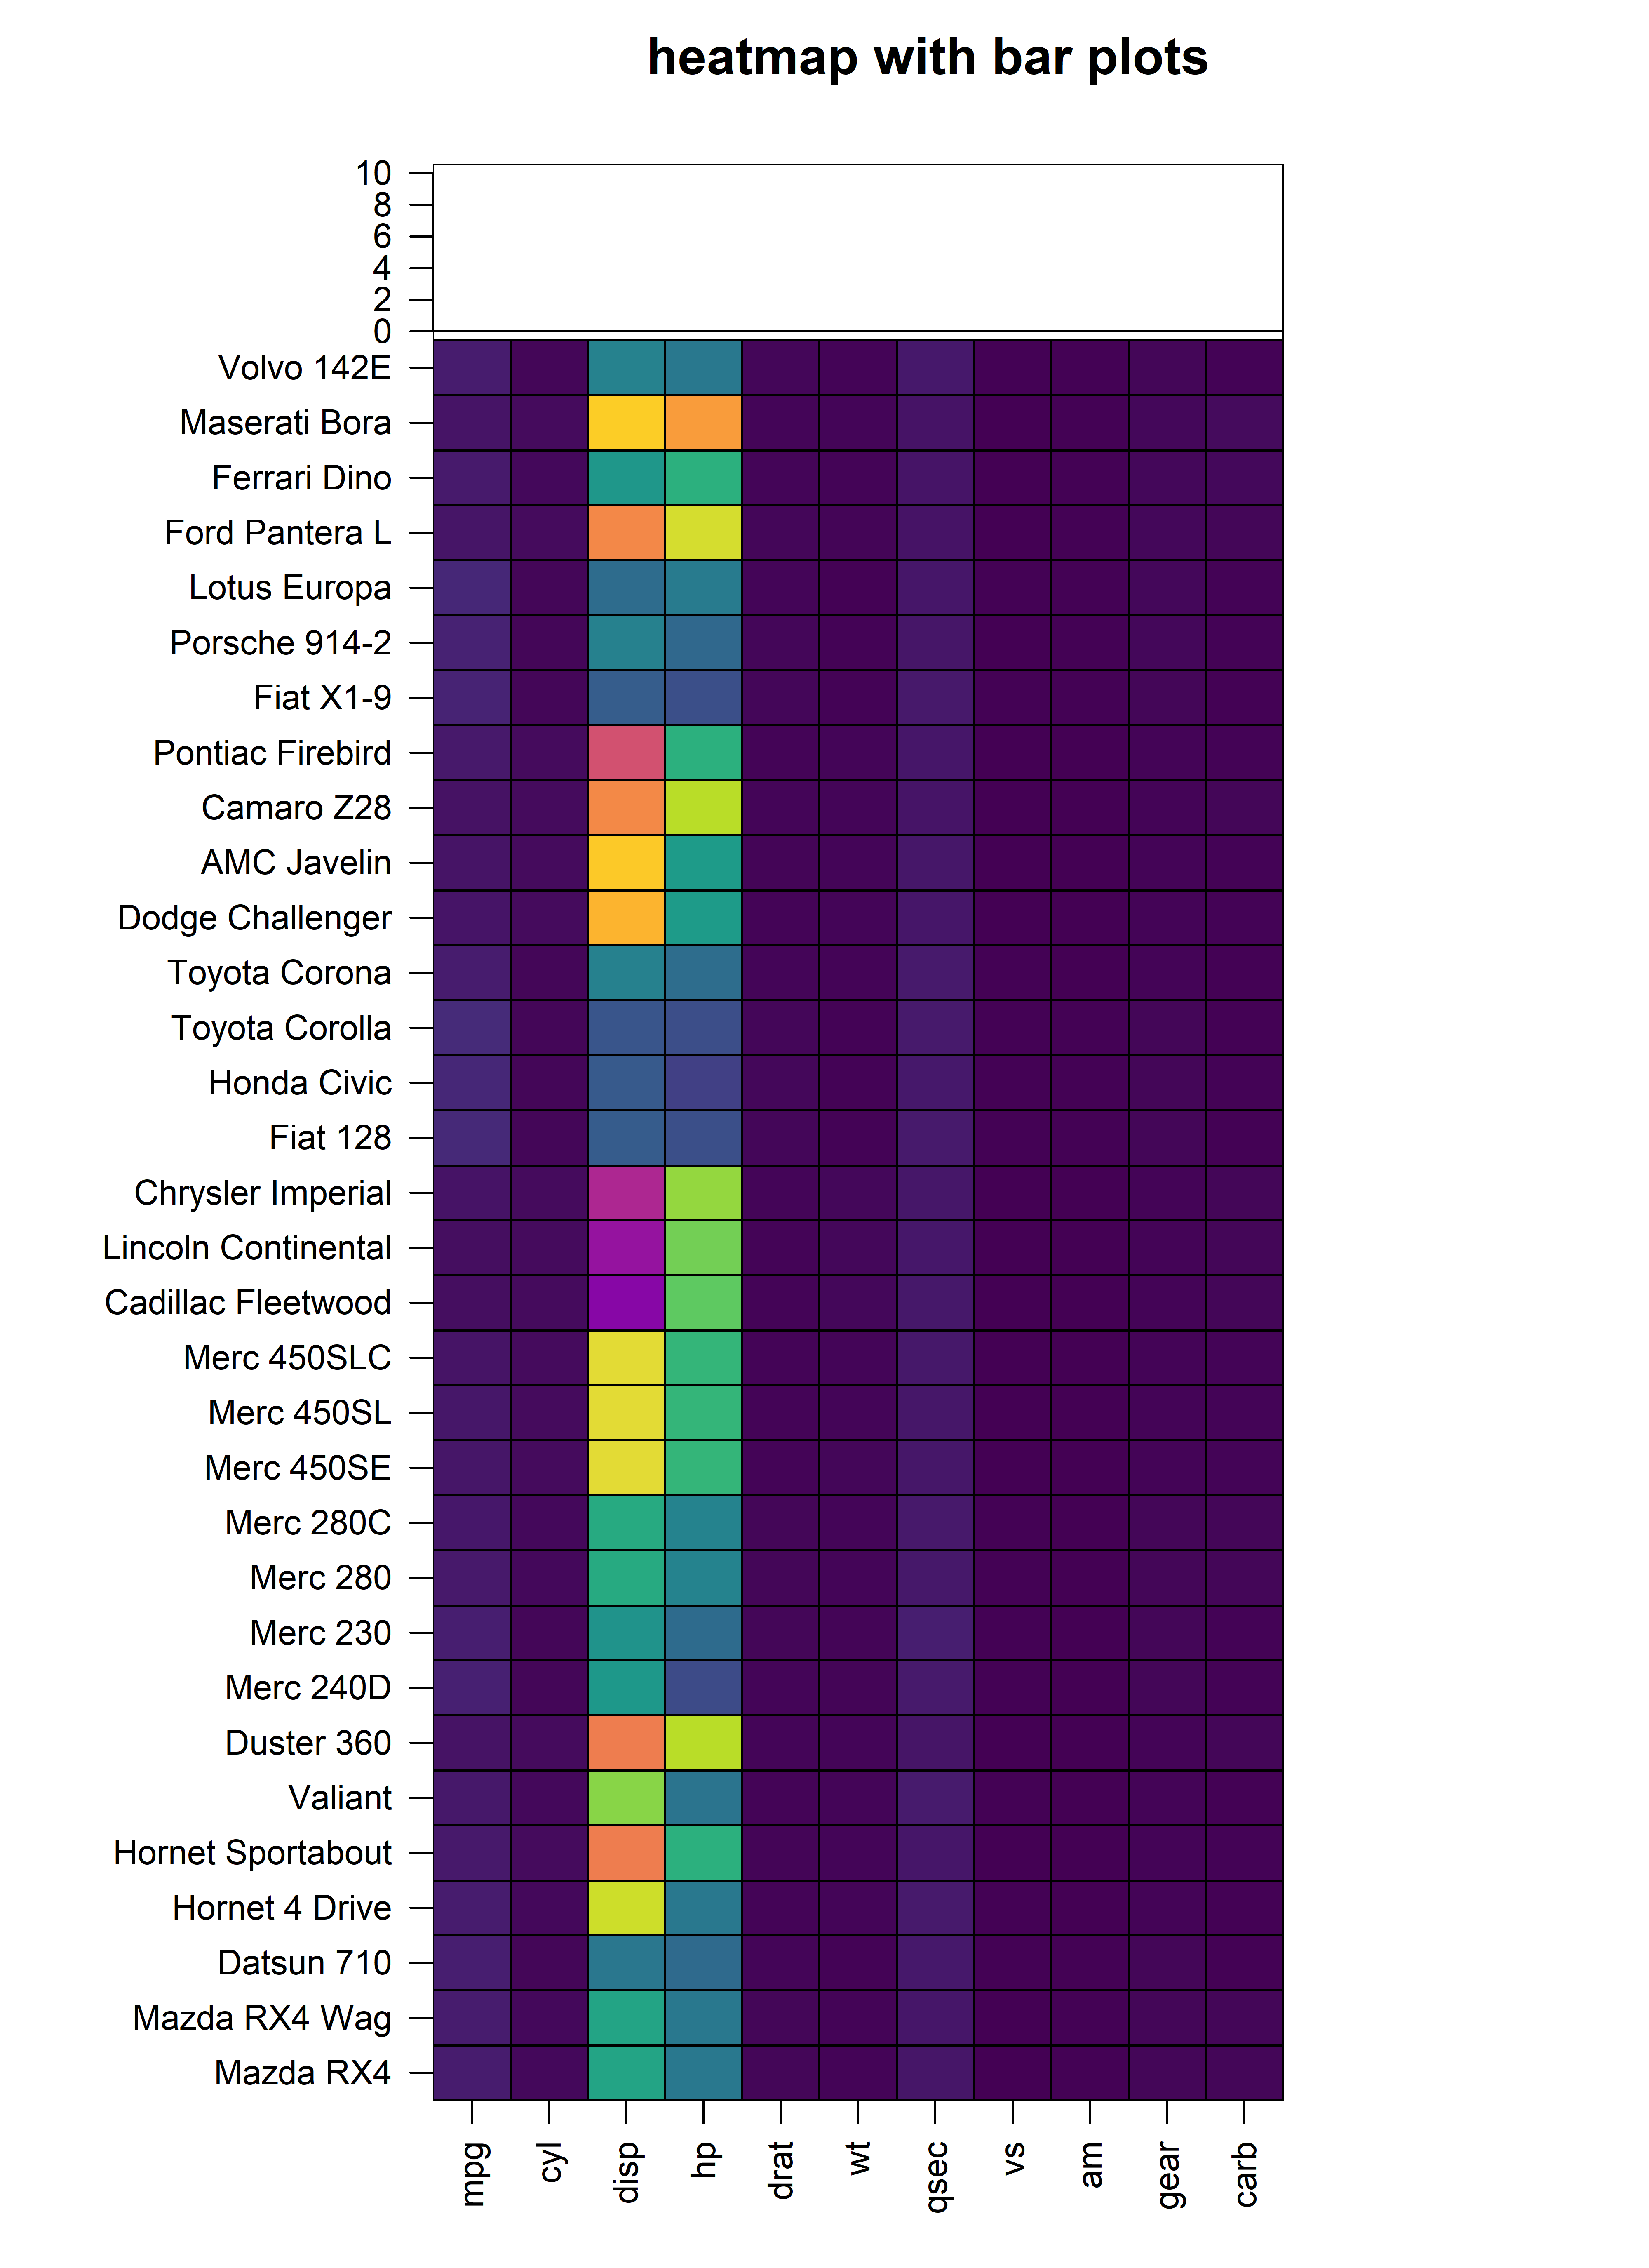 heatmap with bar plots
10
8
6
4
2
0
Volvo 142E
Maserati Bora
Ferrari Dino
Ford Pantera L
Lotus Europa
Porsche 914-2
Fiat X1-9
Pontiac Firebird
Camaro Z28
AMC Javelin
Dodge Challenger
Toyota Corona
Toyota Corolla
Honda Civic
Fiat 128
Chrysler Imperial
Lincoln Continental
Cadillac Fleetwood
Merc 450SLC
Merc 450SL
Merc 450SE
Merc 280C
Merc 280
Merc 230
Merc 240D
Duster 360
Valiant
Hornet Sportabout
Hornet 4 Drive
Datsun 710
Mazda RX4 Wag
Mazda RX4
mpg
cyl
disp
hp
drat
wt
qsec
vs
am
gear
carb